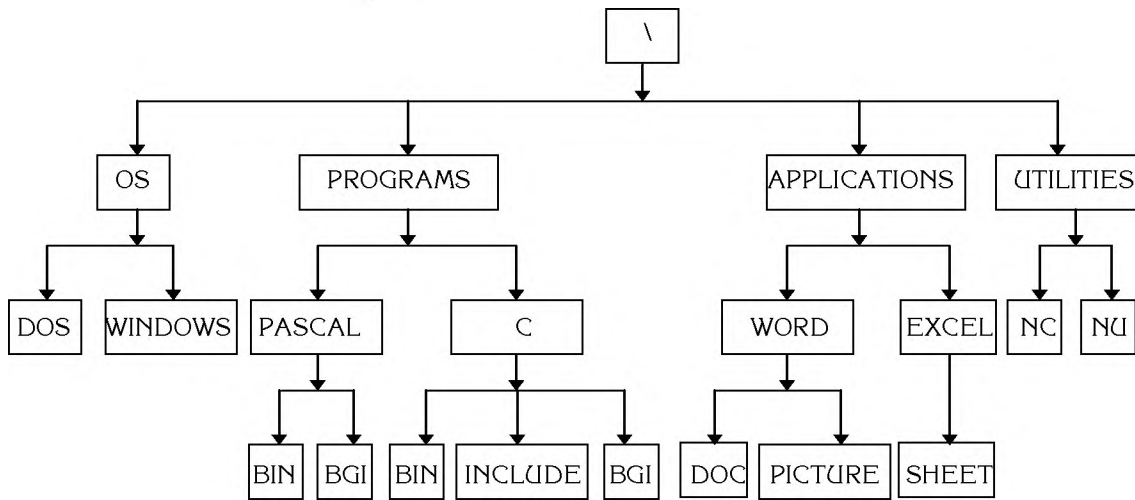 \
OS PROGRAMS APPLICATIONS UTILITIES
DOS WINDOWS PASCAL C WORD EXCEL NC NU
BIN BGI BIN INCLUDE BGI DOC PICTURE SHEET